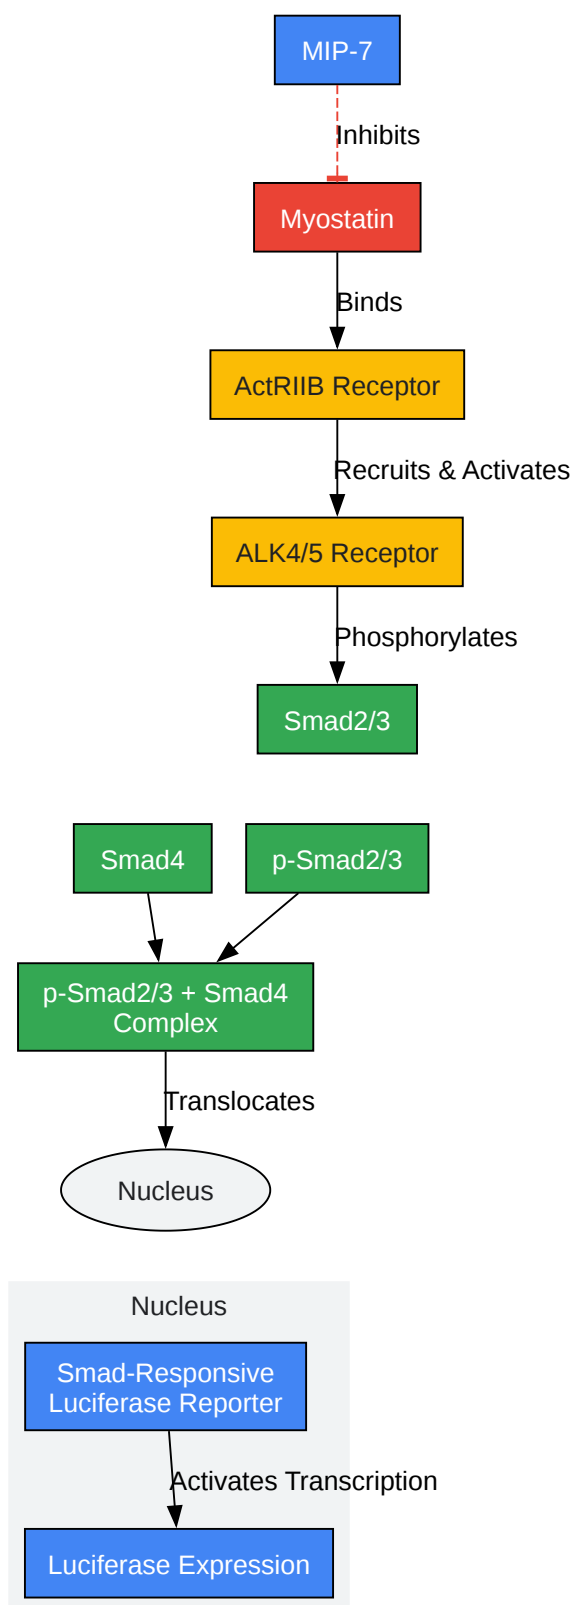 MIP-7
Inhibits
Myostatin
Binds
ActRIIB Receptor
Recruits & Activates
ALK4/5 Receptor
Phosphorylates
Smad2/3
Smad4
p-Smad2/3
p-Smad2/3 + Smad4
Complex
Translocates
Nucleus
Nucleus
Smad-Responsive
Luciferase Reporter
Activates Transcription
Luciferase Expression